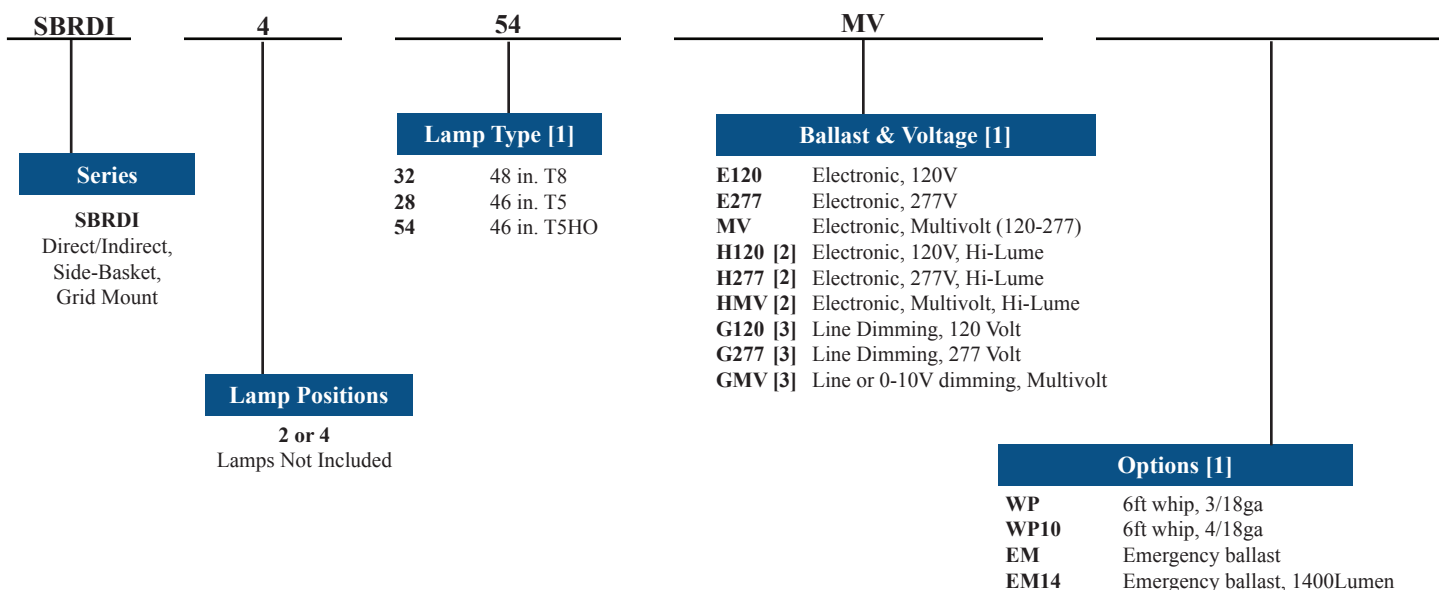 SBRDI 4 54 MV
Lamp Type [1]
32 48 in. T8
28 46 in. T5
54 46 in. T5HO
Ballast & Voltage [1]
E120 Electronic, 120V
E277 Electronic, 277V
MV Electronic, Multivolt (120-277)
H120 [2] Electronic, 120V, Hi-Lume
H277 [2] Electronic, 277V, Hi-Lume
HMV [2] Electronic, Multivolt, Hi-Lume
G120 [3] Line Dimming, 120 Volt
G277 [3] Line Dimming, 277 Volt
GMV [3] Line or 0-10V dimming, Multivolt
Series
SBRDI
Direct/Indirect,
Side-Basket,
Grid Mount
Lamp Positions
2 or 4
Lamps Not Included
Options [1]
WP 6ft whip, 3/18ga
WP10 6ft whip, 4/18ga
EM Emergency ballast
EM14 Emergency ballast, 1400Lumen